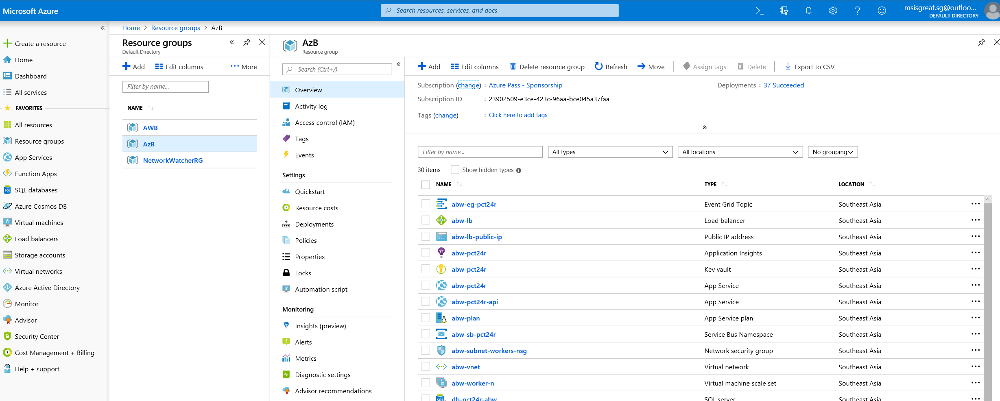 Microsoft Azure
Search resources, services, and docs
msisgreat.sg@outloo...
DEFAULT DIRECTORY
Home > Resource groups > AzB
Create a resource
Home
Dashboard
All services
FAVORITES
All resources
Resource groups
App Services
Function Apps
SQL databases
Azure Cosmos DB
Virtual machines
Load balancers
Storage accounts
Virtual networks
Azure Active Directory
Monitor
Advisor
Security Center
Cost Management + Billing
Help + support
Resource groups
Default Directory
Add Edit columns More
Filter by name...
NAME
AWB
AzB
NetworkWatcherRG
AzB
Resource group
Search (Ctrl+/)
Overview
Activity log
Access control (IAM)
Tags
Events
Settings
Quickstart
Resource costs
Deployments
Policies
Properties
Locks
Automation script
Monitoring
Insights (preview)
Alerts
Metrics
Diagnostic settings
Advisor recommendations
Add Edit columns Delete resource group Refresh Move Assign tags Delete Export to CSV
Subscription (change) : Azure Pass - Sponsorship Deployments : 37 Succeeded
Subscription ID : 23902509-e3ce-423c-96aa-bce045a37faa
Tags (change) : Click here to add tags
Filter by name... All types All locations No grouping
30 items Show hidden types
NAME TYPE LOCATION
abw-eg-pct24r Event Grid Topic Southeast Asia
abw-lb Load balancer Southeast Asia
abw-lb-public-ip Public IP address Southeast Asia
abw-pct24r Application Insights Southeast Asia
abw-pct24r Key vault Southeast Asia
abw-pct24r App Service Southeast Asia
abw-pct24r-api App Service Southeast Asia
abw-plan App Service plan Southeast Asia
abw-sb-pct24r Service Bus Namespace Southeast Asia
abw-subnet-workers-nsg Network security group Southeast Asia
abw-vnet Virtual network Southeast Asia
abw-worker-n Virtual machine scale set Southeast Asia
db-pct24r-abw SQL server Southeast Asia